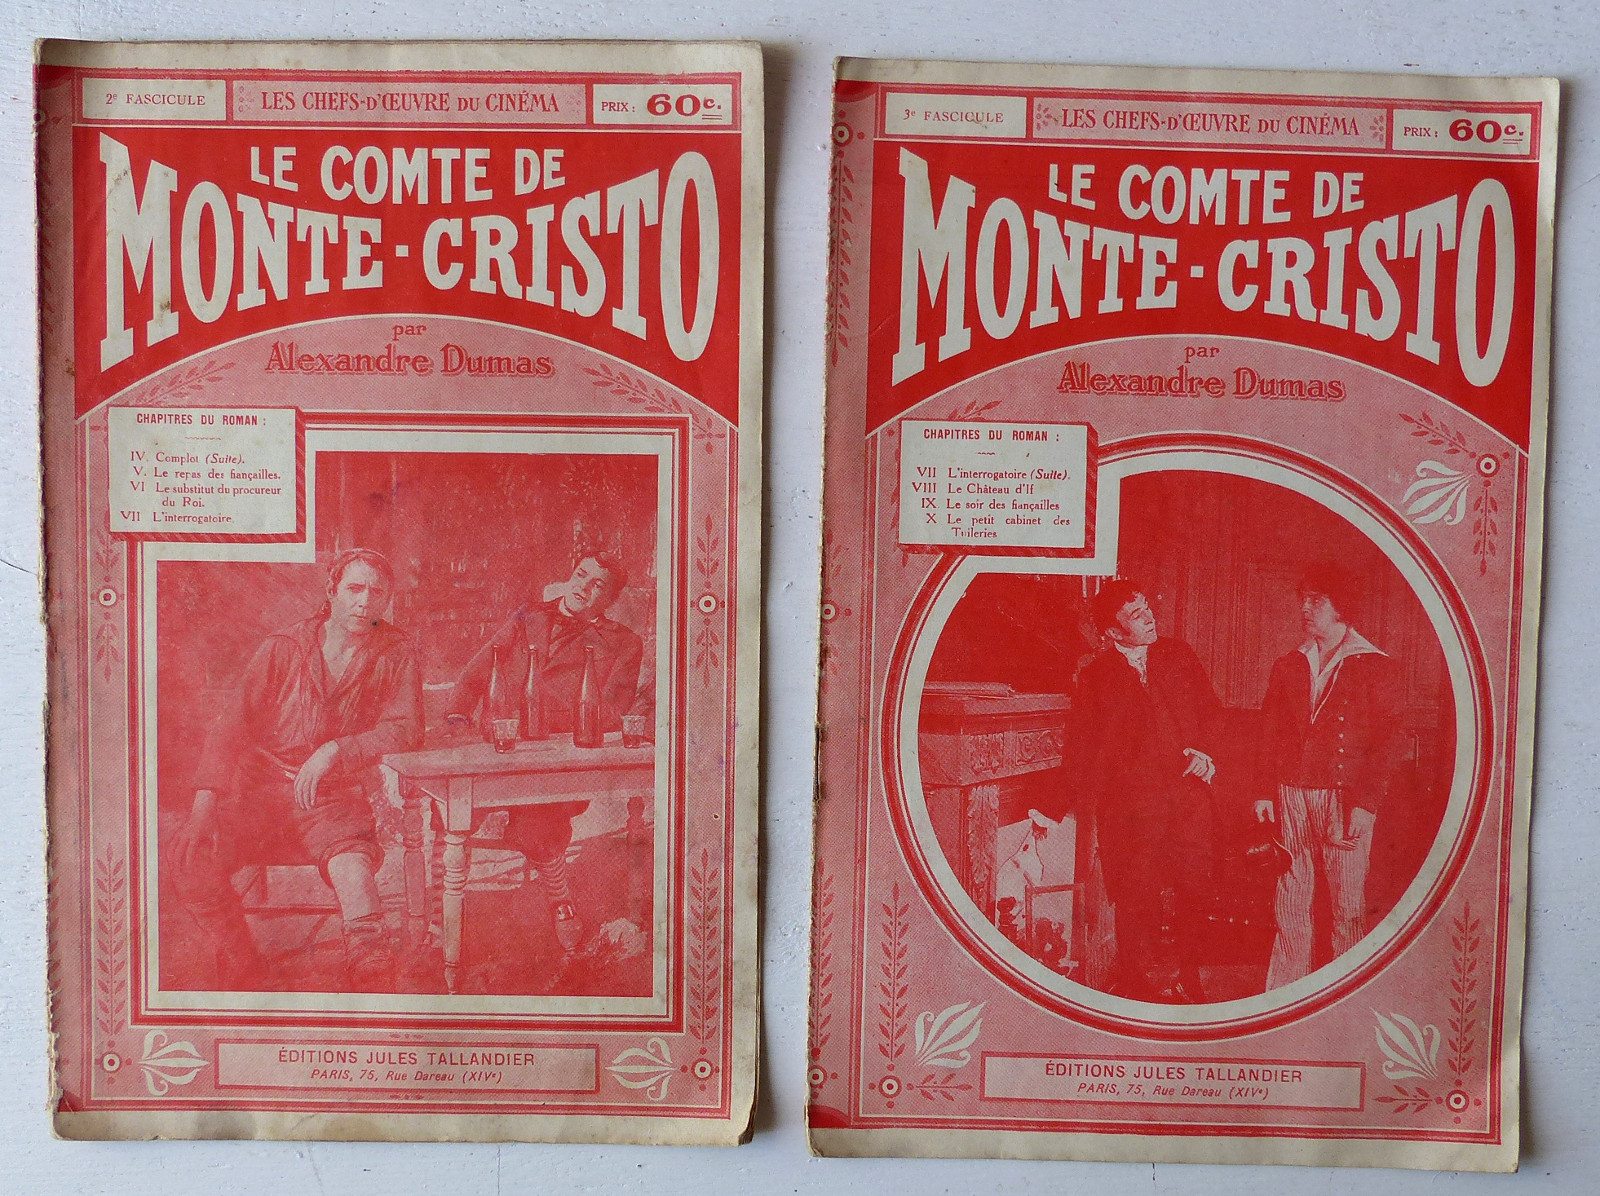 2e FASCICULE
LES CHEFS-D'ŒUVRE DU CINÉMA
PRIX : 60c.
LE COMTE DE
MONTE-CRISTO
par
Alexandre Dumas
CHAPITRES DU ROMAN :
IV. Complot (Suite).
V. Le repas des fiançailles.
VI Le substitut du procureur
du Roi.
VII L'interrogatoire.
ÉDITIONS JULES TALLANDIER
PARIS, 75, Rue Dareau (XIVe)
3e FASCICULE
LES CHEFS-D'ŒUVRE DU CINÉMA
PRIX : 60c.
LE COMTE DE
MONTE-CRISTO
par
Alexandre Dumas
CHAPITRES DU ROMAN :
VII L'interrogatoire (Suite).
VIII Le Château d'If
IX Le soir des fiançailles
X Le petit cabinet des
Tuileries
ÉDITIONS JULES TALLANDIER
PARIS, 75, Rue Dareau (XIVe)